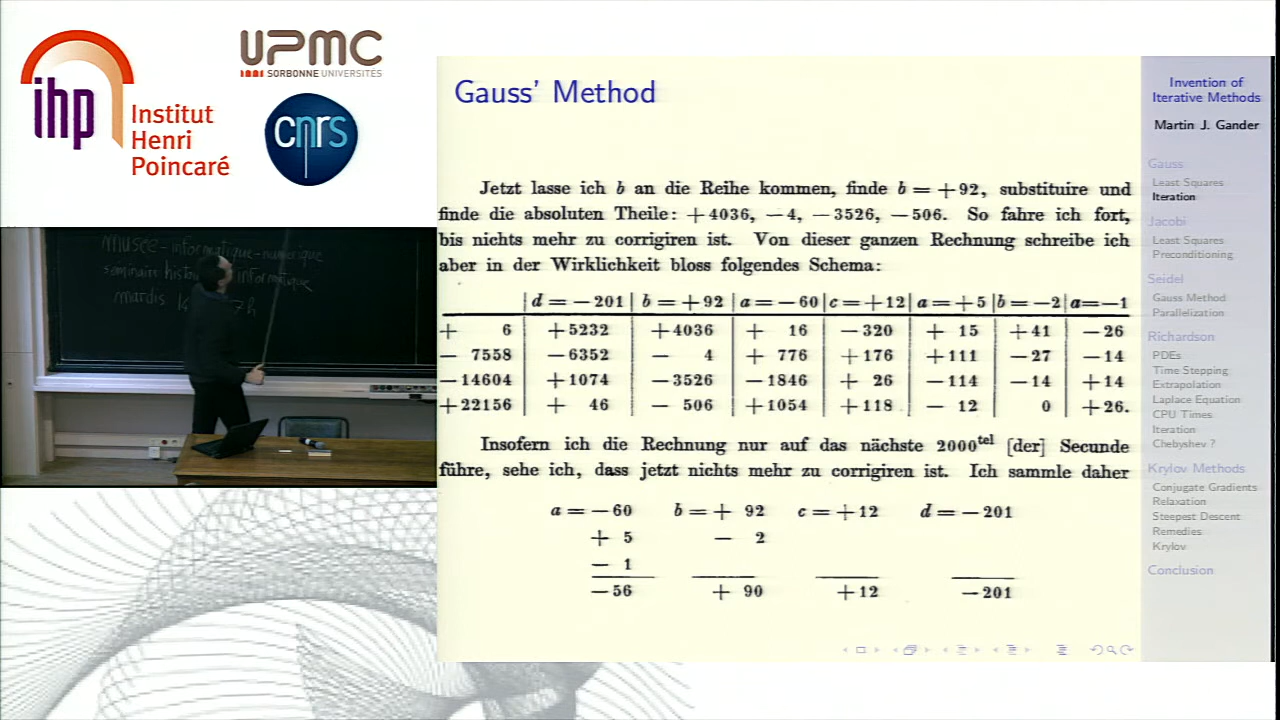 ihp
Institut
Henri
Poincaré
UPMC
SORBONNE UNIVERSITÉS
cnrs
musée-informatique-numérique
séminaire
informatique
mardis
Gauss' Method
Jetzt lasse ich b an die Reihe kommen, finde b = +92, substituire und
finde die absoluten Theile: +4036, −4, −3526, −506. So fahre ich fort,
bis nichts mehr zu corrigiren ist. Von dieser ganzen Rechnung schreibe ich
aber in der Wirklichkeit bloss folgendes Schema:
d = −201 b = +92 a = −60 c = +12 a = +5 b = −2 a = −1
+ 6 +5232 +4036 + 16 −320 + 15 +41 −26
− 7558 −6352 − 4 + 776 +176 +111 −27 −14
−14604 +1074 −3526 −1846 + 26 −114 −14 +14
+22156 + 46 − 506 +1054 +118 − 12 0 +26.
Insofern ich die Rechnung nur auf das nächste 2000tel [der] Secunde
führe, sehe ich, dass jetzt nichts mehr zu corrigiren ist. Ich sammle daher
a = −60 b = + 92 c = +12 d = −201
+ 5 − 2
− 1
−56 + 90 +12 −201
Invention of
Iterative Methods
Martin J. Gander
Gauss
Least Squares
Iteration
Jacobi
Least Squares
Preconditioning
Seidel
Gauss Method
Parallelization
Richardson
PDEs
Time Stepping
Extrapolation
Laplace Equation
CPU Times
Iteration
Chebyshev ?
Krylov Methods
Conjugate Gradients
Relaxation
Steepest Descent
Remedies
Krylov
Conclusion